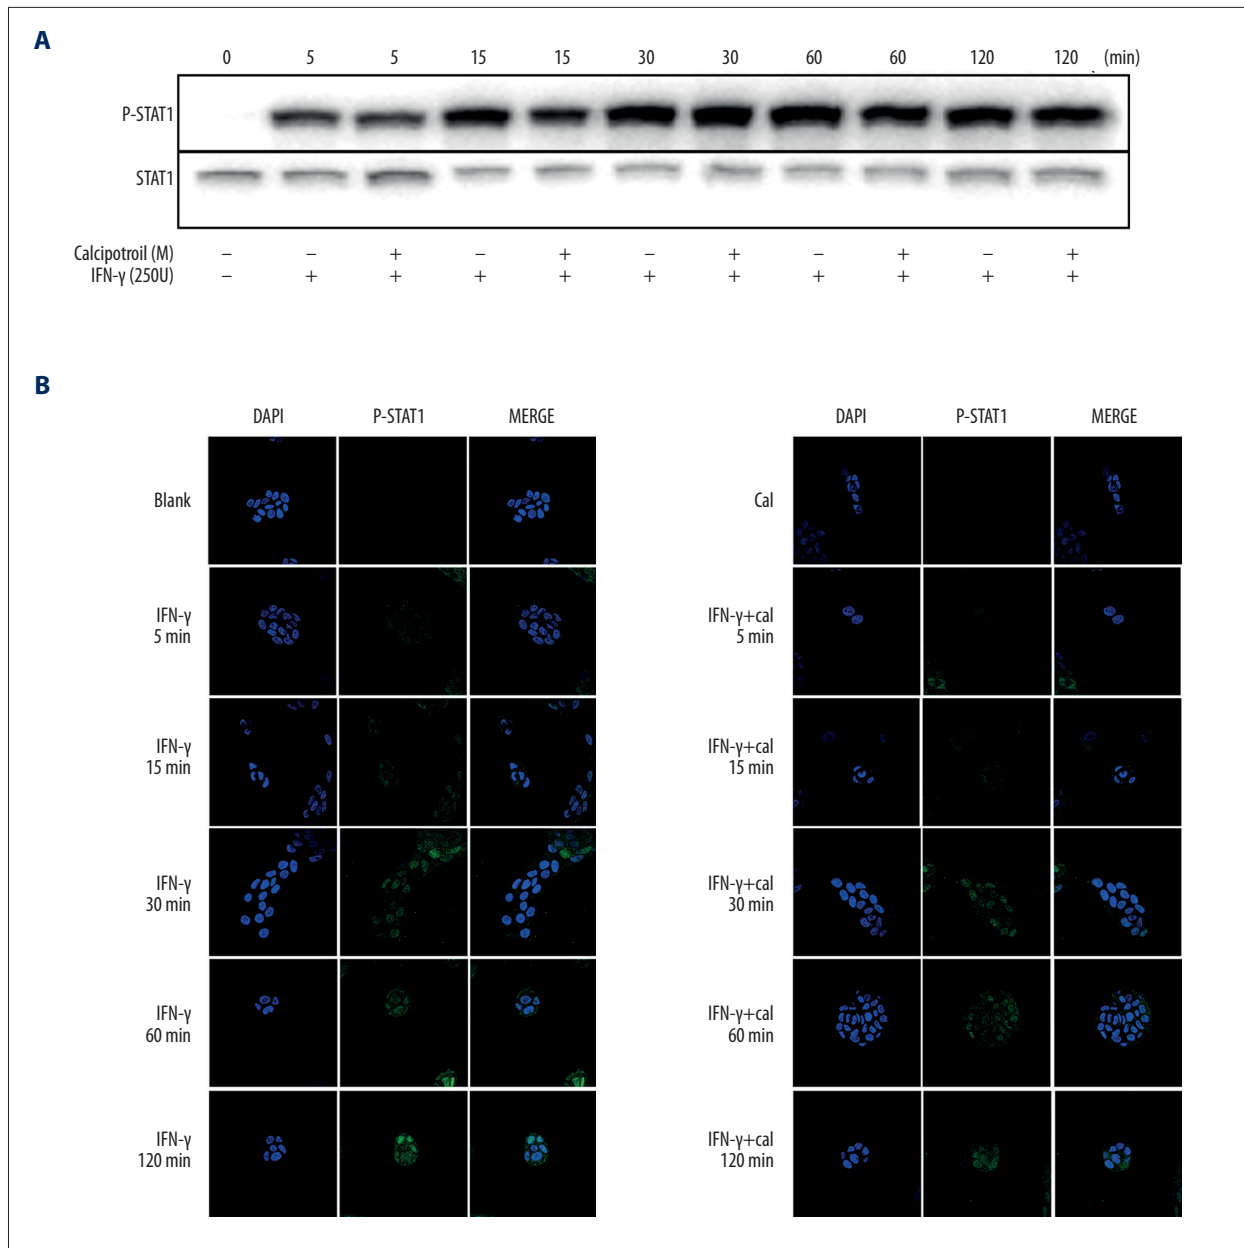 A
0 5 5 15 15 30 30 60 60 120 120 (min)
P-STAT1
STAT1
Calcipotroil (M) – – + – + – + – + – +
IFN-γ (250U) – + + + + + + + + + +
B
DAPI P-STAT1 MERGE DAPI P-STAT1 MERGE
Blank Cal
IFN-γ IFN-γ+cal
5 min 5 min
IFN-γ IFN-γ+cal
15 min 15 min
IFN-γ IFN-γ+cal
30 min 30 min
IFN-γ IFN-γ+cal
60 min 60 min
IFN-γ IFN-γ+cal
120 min 120 min